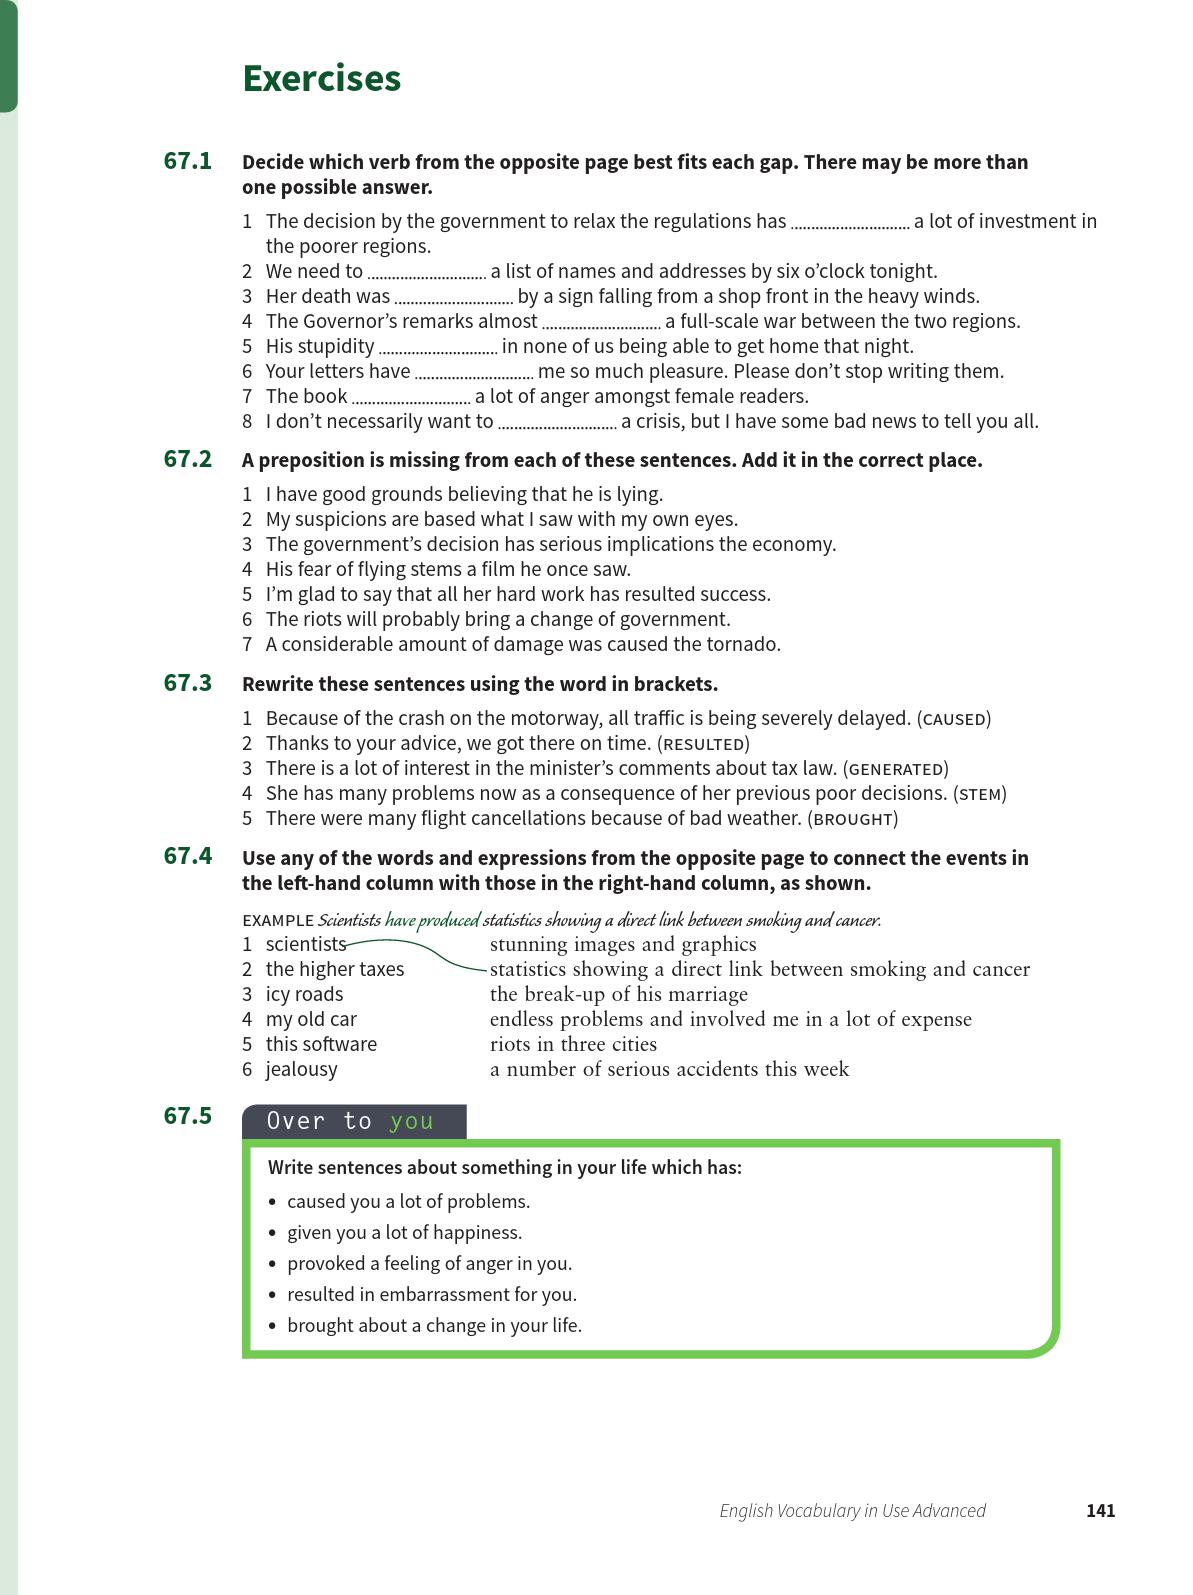 Exercises
67.1 Decide which verb from the opposite page best fits each gap. There may be more than
one possible answer.
1 The decision by the government to relax the regulations has ............................. a lot of investment in
the poorer regions.
2 We need to ............................. a list of names and addresses by six o’clock tonight.
3 Her death was ............................. by a sign falling from a shop front in the heavy winds.
4 The Governor’s remarks almost ............................. a full-scale war between the two regions.
5 His stupidity ............................. in none of us being able to get home that night.
6 Your letters have ............................. me so much pleasure. Please don’t stop writing them.
7 The book ............................. a lot of anger amongst female readers.
8 I don’t necessarily want to ............................. a crisis, but I have some bad news to tell you all.
67.2 A preposition is missing from each of these sentences. Add it in the correct place.
1 I have good grounds believing that he is lying.
2 My suspicions are based what I saw with my own eyes.
3 The government’s decision has serious implications the economy.
4 His fear of flying stems a film he once saw.
5 I’m glad to say that all her hard work has resulted success.
6 The riots will probably bring a change of government.
7 A considerable amount of damage was caused the tornado.
67.3 Rewrite these sentences using the word in brackets.
1 Because of the crash on the motorway, all traffic is being severely delayed. (CAUSED)
2 Thanks to your advice, we got there on time. (RESULTED)
3 There is a lot of interest in the minister’s comments about tax law. (GENERATED)
4 She has many problems now as a consequence of her previous poor decisions. (STEM)
5 There were many flight cancellations because of bad weather. (BROUGHT)
67.4 Use any of the words and expressions from the opposite page to connect the events in
the left-hand column with those in the right-hand column, as shown.
EXAMPLE Scientists have produced statistics showing a direct link between smoking and cancer.
1 scientists stunning images and graphics
2 the higher taxes statistics showing a direct link between smoking and cancer
3 icy roads the break-up of his marriage
4 my old car endless problems and involved me in a lot of expense
5 this software riots in three cities
6 jealousy a number of serious accidents this week
67.5 Over to you
Write sentences about something in your life which has:
• caused you a lot of problems.
• given you a lot of happiness.
• provoked a feeling of anger in you.
• resulted in embarrassment for you.
• brought about a change in your life.
English Vocabulary in Use Advanced 141